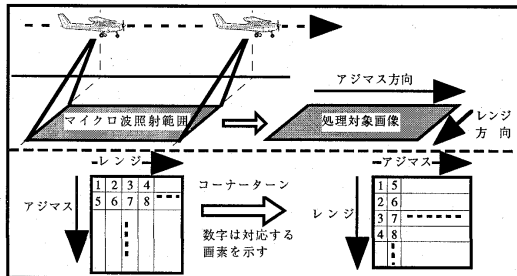 アジマス方向
マイクロ波照射範囲
処理対象画像
レンジ
方 向
レンジ
アジマス
1 2 3 4
5 6 7 8
コーナーターン
数字は対応する
画素を示す
アジマス
レンジ
1 5
2 6
3 7
4 8